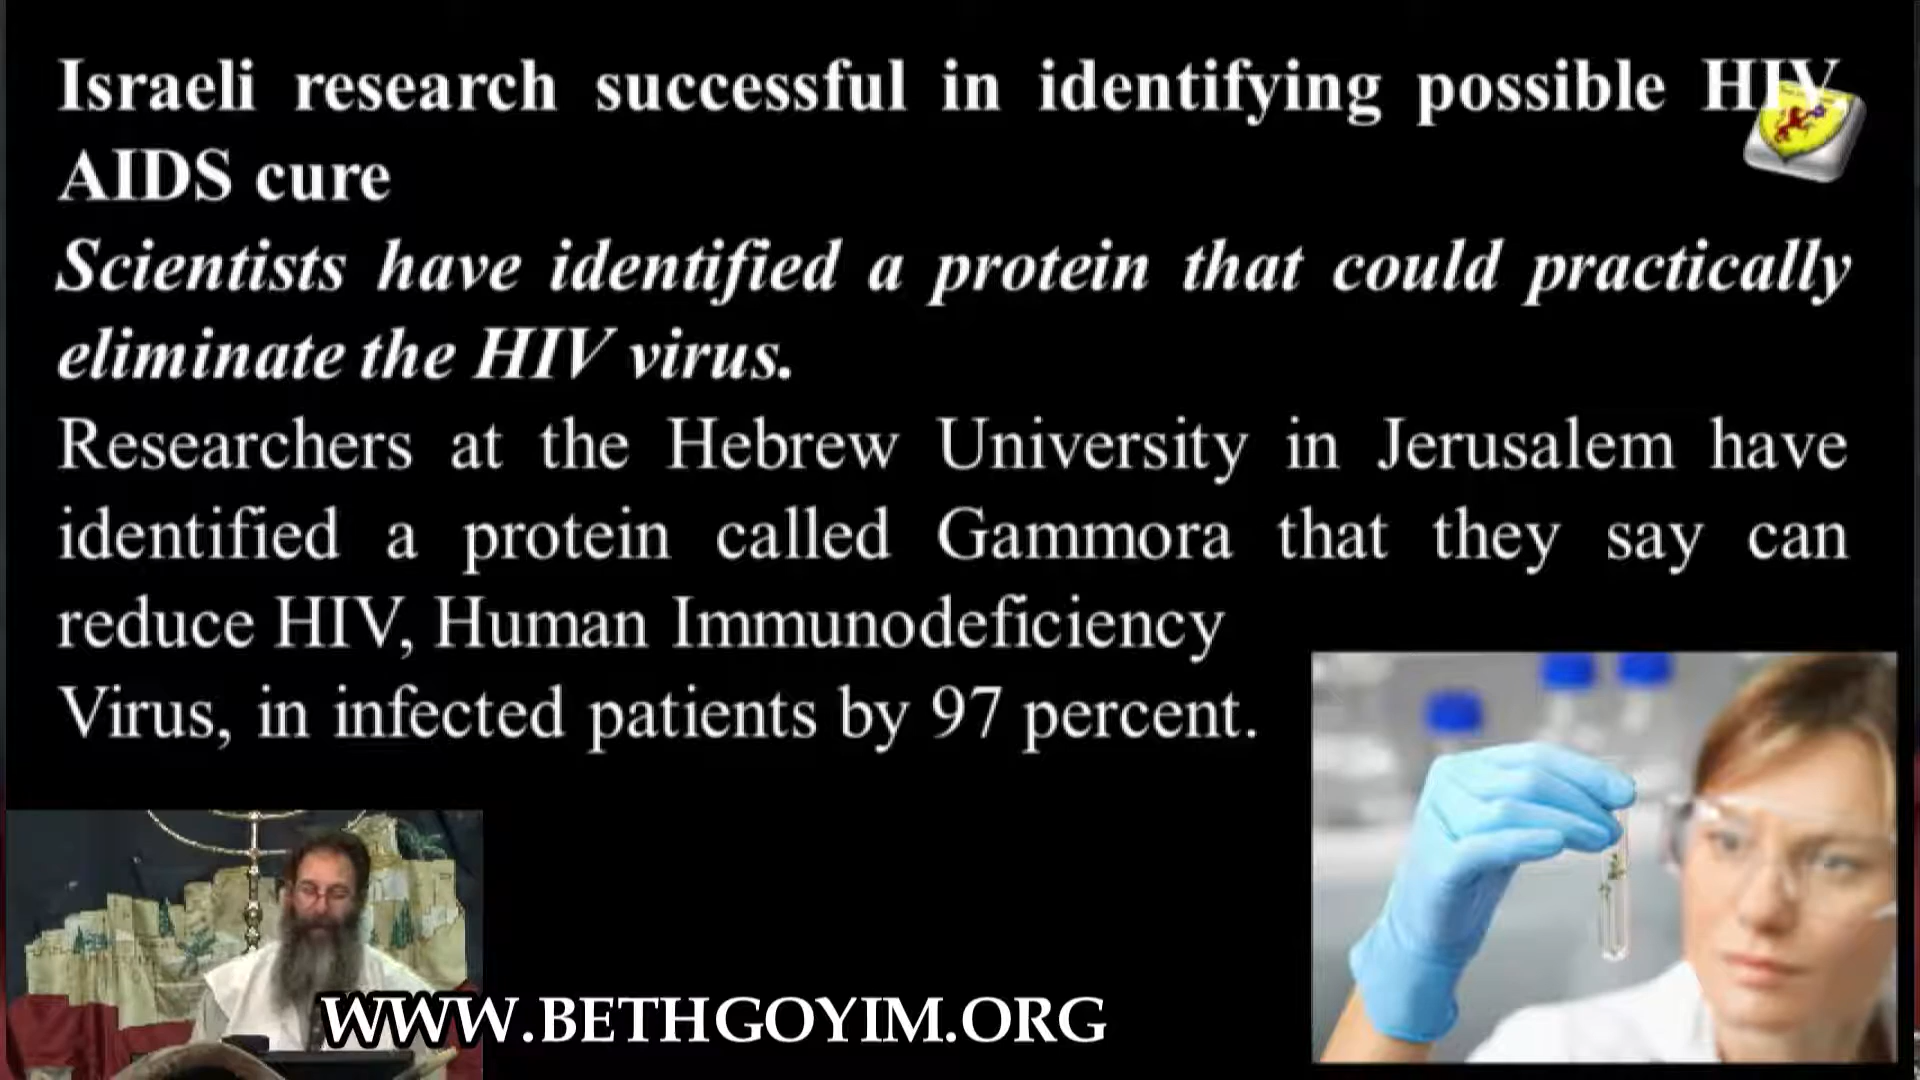 Israeli research successful in identifying possible HIV,
AIDS cure
Scientists have identified a protein that could practically
eliminate the HIV virus.
Researchers at the Hebrew University in Jerusalem have
identified a protein called Gammora that they say can
reduce HIV, Human Immunodeficiency
Virus, in infected patients by 97 percent.
WWW.BETHGOYIM.ORG